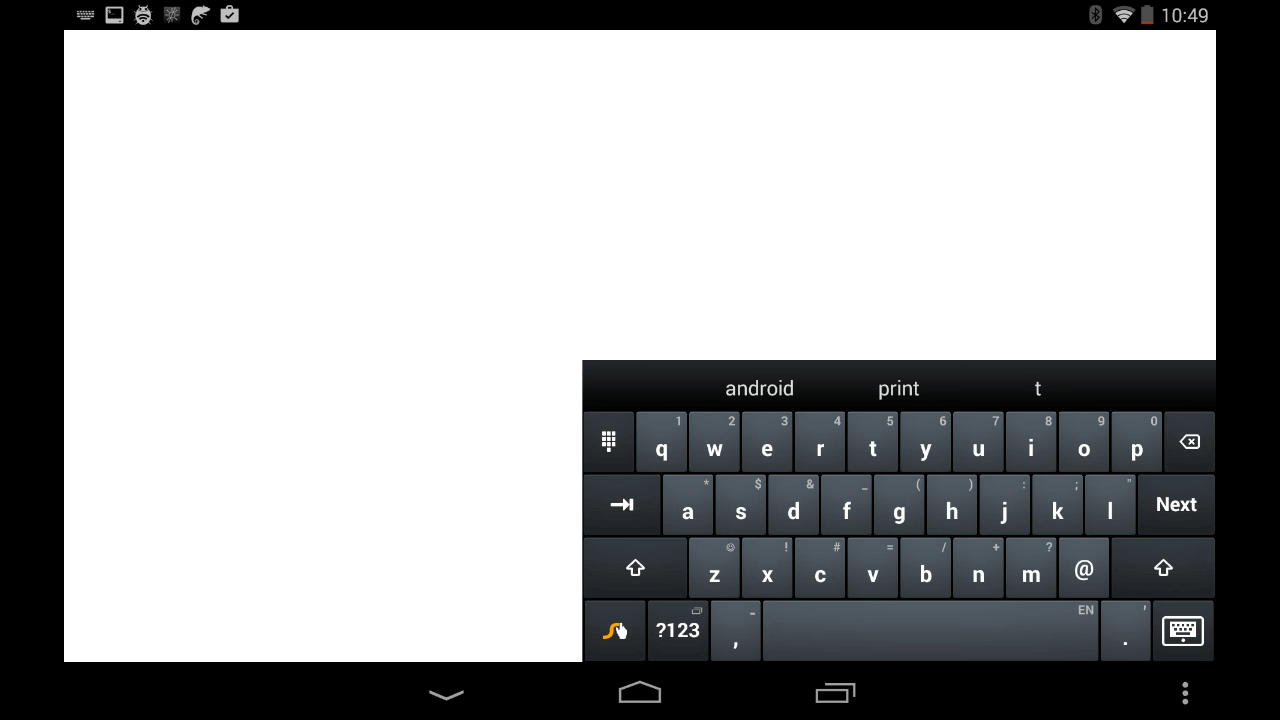 10:49
android print t
1 2 3 4 5 6 7 8 9 0
q w e r t y u i o p
* $ & _ ( ) : ; "
a s d f g h j k l Next
! # = / + ?
z x c v b n m @
- EN '
?123 , .